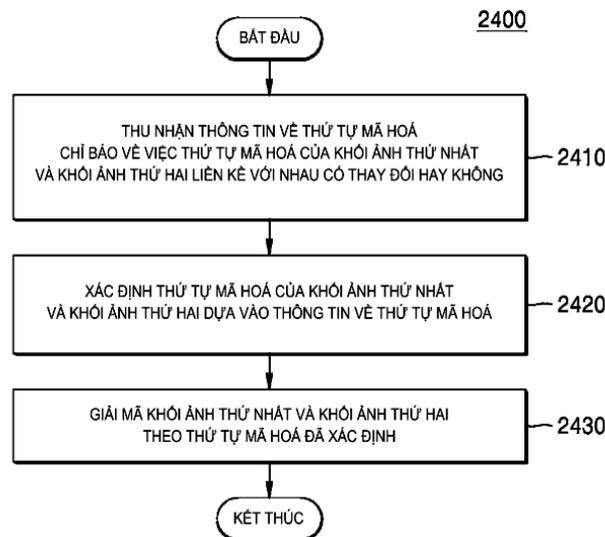 2400
BẮT ĐẦU
THU NHẬN THÔNG TIN VỀ THỨ TỰ MÃ HOÁ
CHỈ BÁO VỀ VIỆC THỨ TỰ MÃ HOÁ CỦA KHỐI ẢNH THỨ NHẤT
VÀ KHỐI ẢNH THỨ HAI LIỀN KỀ VỚI NHAU CÓ THAY ĐỔI HAY KHÔNG
2410
XÁC ĐỊNH THỨ TỰ MÃ HOÁ CỦA KHỐI ẢNH THỨ NHẤT
VÀ KHỐI ẢNH THỨ HAI DỰA VÀO THÔNG TIN VỀ THỨ TỰ MÃ HOÁ
2420
GIẢI MÃ KHỐI ẢNH THỨ NHẤT VÀ KHỐI ẢNH THỨ HAI
THEO THỨ TỰ MÃ HOÁ ĐÃ XÁC ĐỊNH
2430
KẾT THÚC